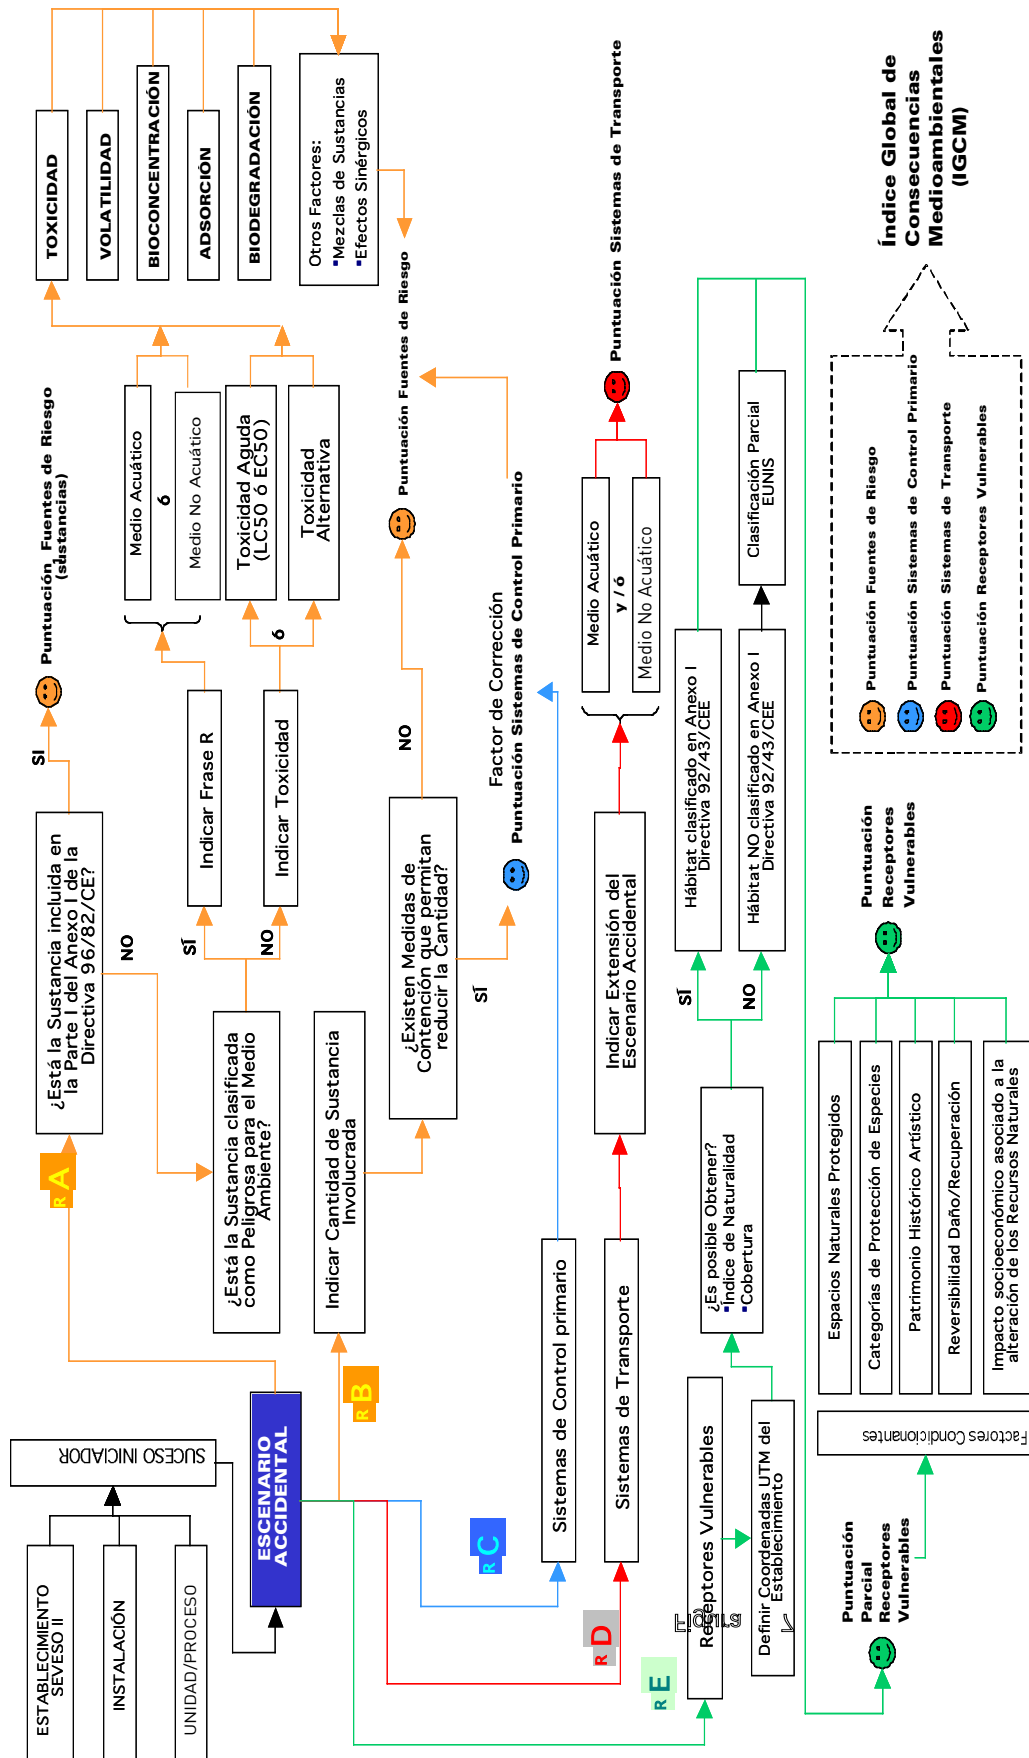 ESTABLECIMIENTO
SEVESO II
INSTALACIÓN
UNIDAD/PROCESO
SUCESO INICIADOR
ESCENARIO
ACCIDENTAL
R A
¿Está la Sustancia incluida en
la Parte I del Anexo I de la
Directiva 96/82/CE?
SI
Puntuación Fuentes de Riesgo
(sustancias)
NO
¿Está la Sustancia clasificada
como Peligrosa para el Medio
Ambiente?
SÍ
NO
Indicar Frase R
Indicar Toxicidad
Medio Acuático
ó
Medio No Acuático
ó
Toxicidad Aguda
(LC50 ó EC50)
Toxicidad
Alternativa
TOXICIDAD
VOLATILIDAD
BIOCONCENTRACIÓN
ADSORCIÓN
BIODEGRADACIÓN
Otros Factores:
▪Mezclas de Sustancias
▪Efectos Sinérgicos
R B
Indicar Cantidad de Sustancia
Involucrada
¿Existen Medidas de
Contención que permitan
reducir la Cantidad?
NO
SÍ
Puntuación Fuentes de Riesgo
R C
Sistemas de Control primario
Factor de Corrección
Puntuación Sistemas de Control Primario
R D
Sistemas de Transporte
Indicar Extensión del
Escenario Accidental
Medio Acuático
y / ó
Medio No Acuático
Puntuación Sistemas de Transporte
R E
Receptores Vulnerables
Definir Coordenadas UTM del
Establecimiento
¿Es posible Obtener?
▪Índice de Naturalidad
▪Cobertura
SÍ
NO
Hábitat clasificado en Anexo I
Directiva 92/43/CEE
Hábitat NO clasificado en Anexo I
Directiva 92/43/CEE
Clasificación Parcial
EUNIS
Puntuación
Parcial
Receptores
Vulnerables
Factores Condicionantes
Espacios Naturales Protegidos
Categorías de Protección de Especies
Patrimonio Histórico Artístico
Reversibilidad Daño/Recuperación
Impacto socioeconómico asociado a la
alteración de los Recursos Naturales
Puntuación
Receptores
Vulnerables
Puntuación Fuentes de Riesgo
Puntuación Sistemas de Control Primario
Puntuación Sistemas de Transporte
Puntuación Receptores Vulnerables
Índice Global de
Consecuencias
Medioambientales
(IGCM)